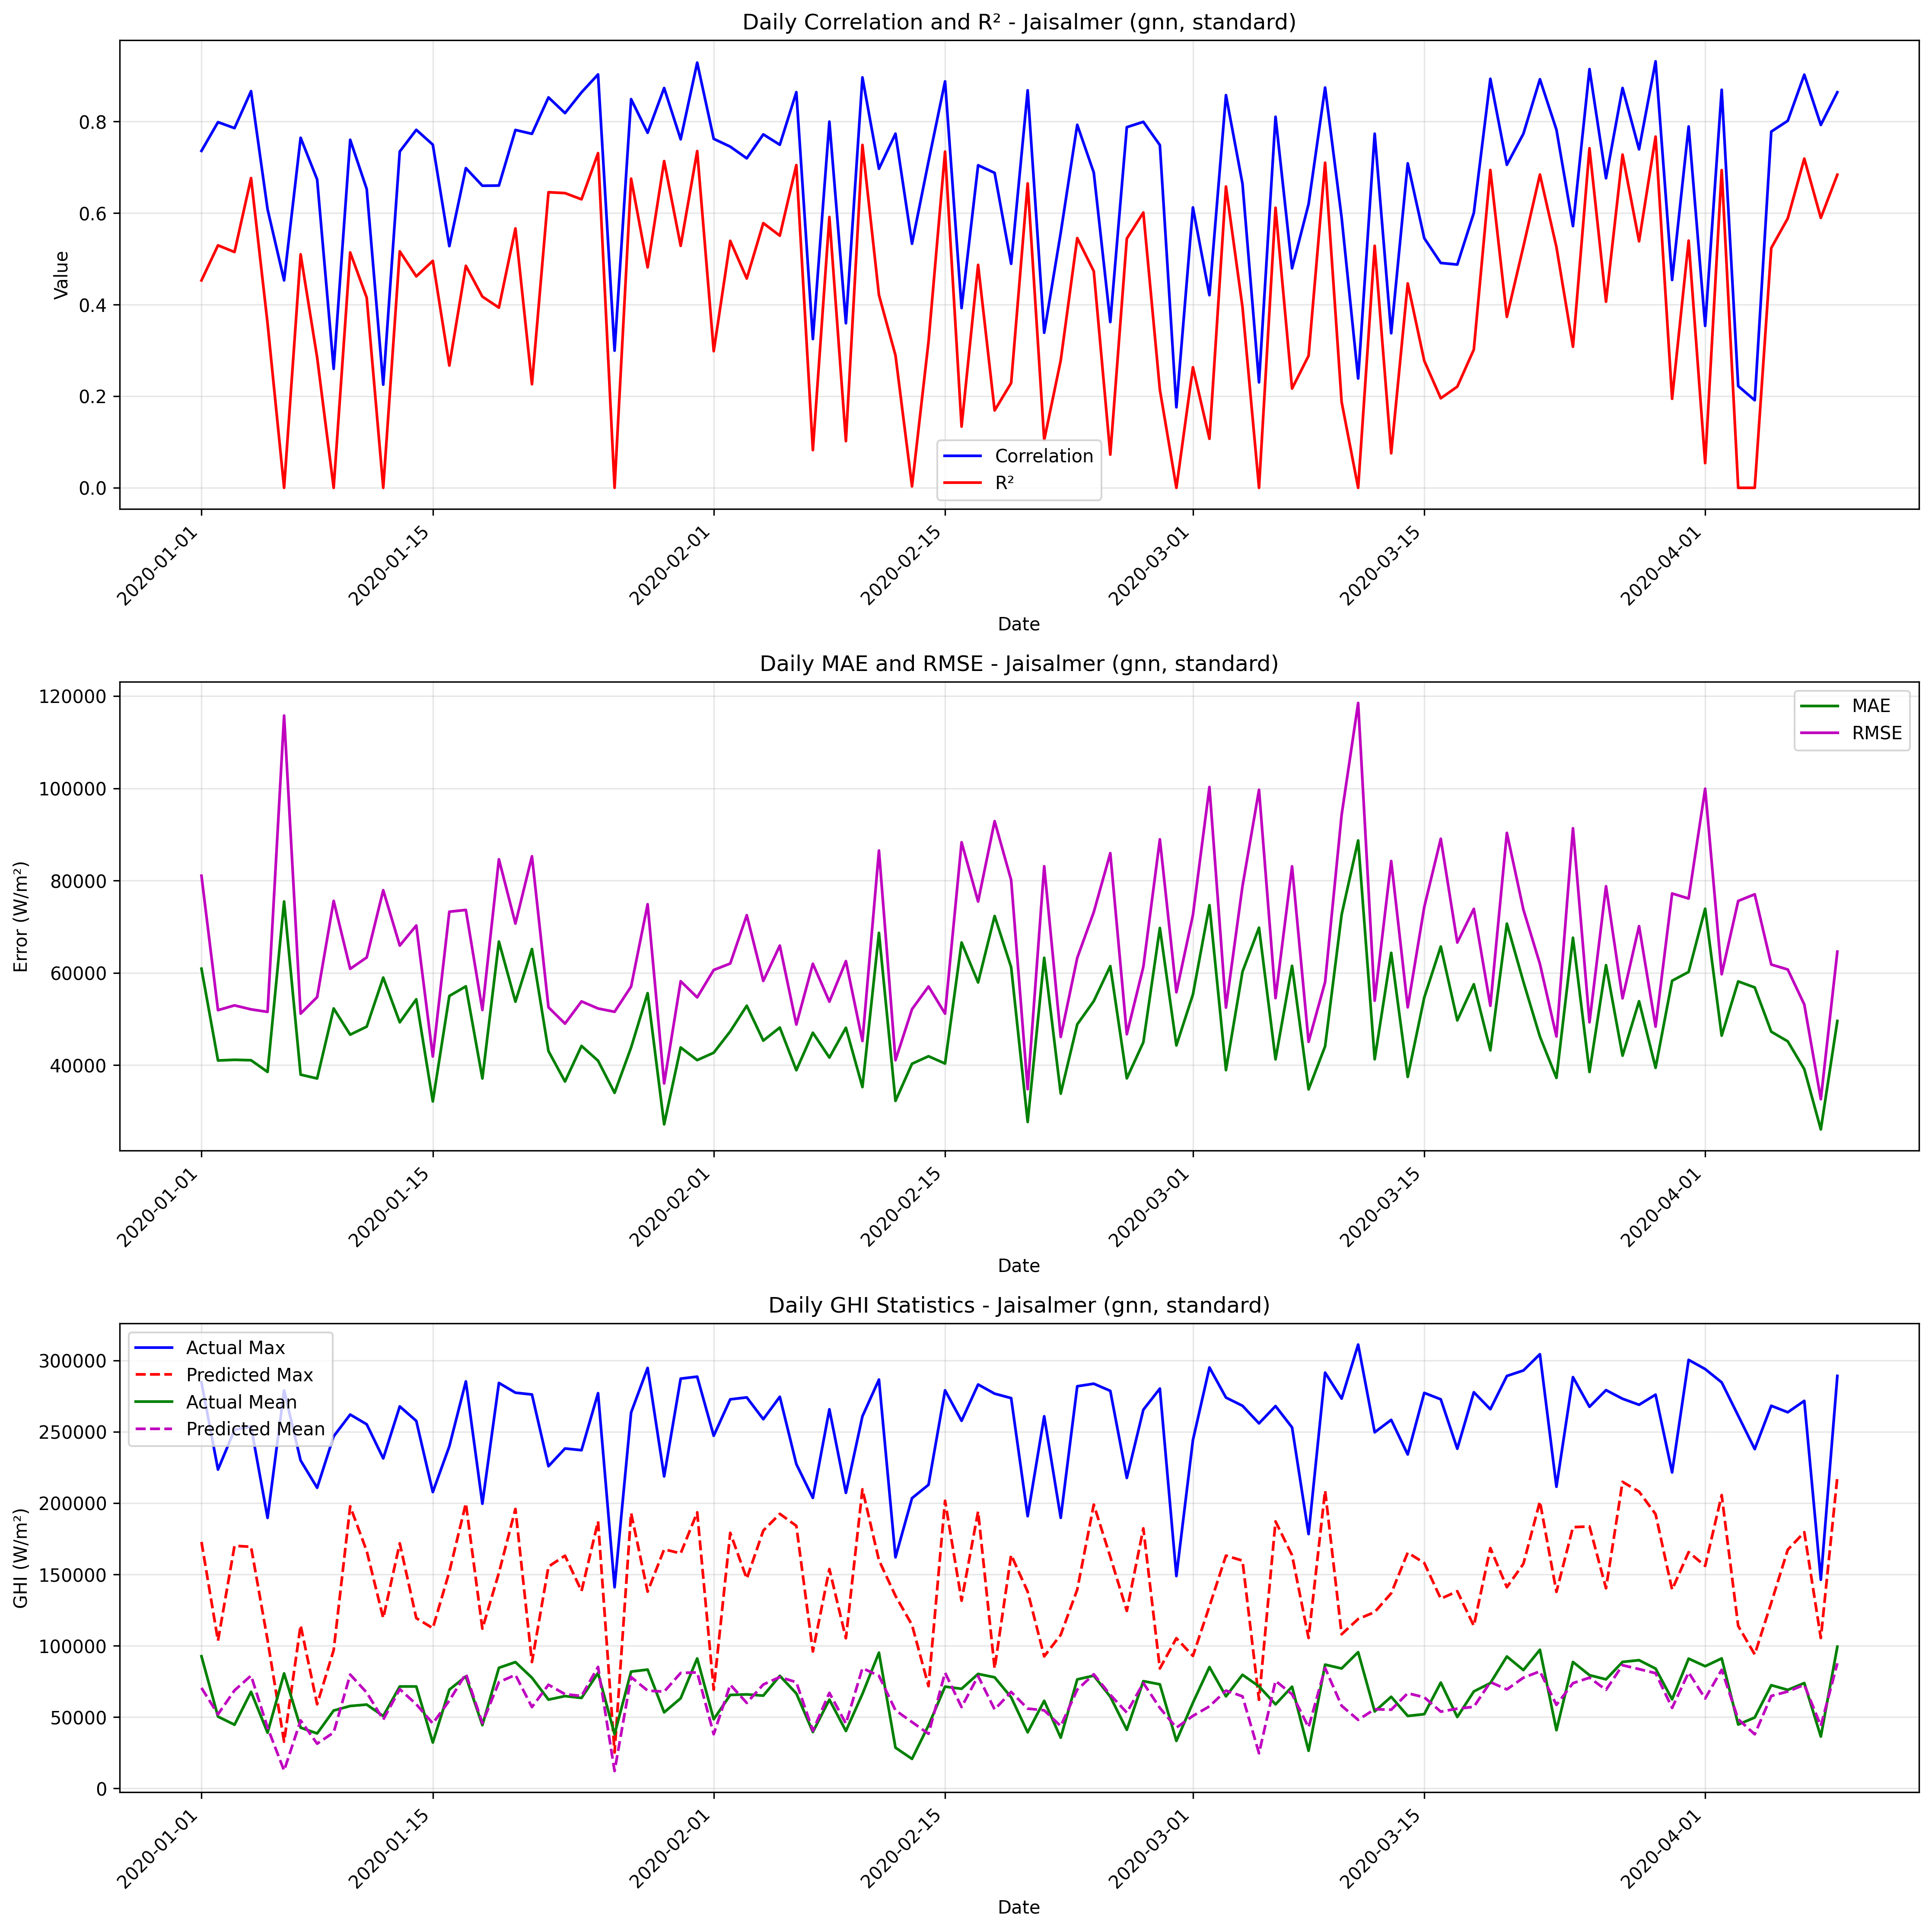 Daily Correlation and R² - Jaisalmer (gnn, standard)
Value
0.8
0.6
0.4
0.2
0.0
Correlation
R²
2020-01-01
2020-01-15
2020-02-01
2020-02-15
2020-03-01
2020-03-15
2020-04-01
Date
Daily MAE and RMSE - Jaisalmer (gnn, standard)
Error (W/m²)
120000
100000
80000
60000
40000
MAE
RMSE
2020-01-01
2020-01-15
2020-02-01
2020-02-15
2020-03-01
2020-03-15
2020-04-01
Date
Daily GHI Statistics - Jaisalmer (gnn, standard)
GHI (W/m²)
300000
250000
200000
150000
100000
50000
0
Actual Max
Predicted Max
Actual Mean
Predicted Mean
2020-01-01
2020-01-15
2020-02-01
2020-02-15
2020-03-01
2020-03-15
2020-04-01
Date